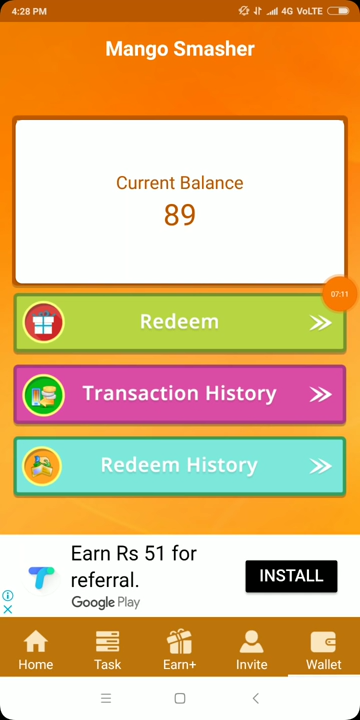 4:28 PM
4G VoLTE
Mango Smasher
Current Balance
89
07:11
Redeem
Transaction History
Redeem History
Earn Rs 51 for
referral.
Google Play
INSTALL
Home Task Earn+ Invite Wallet